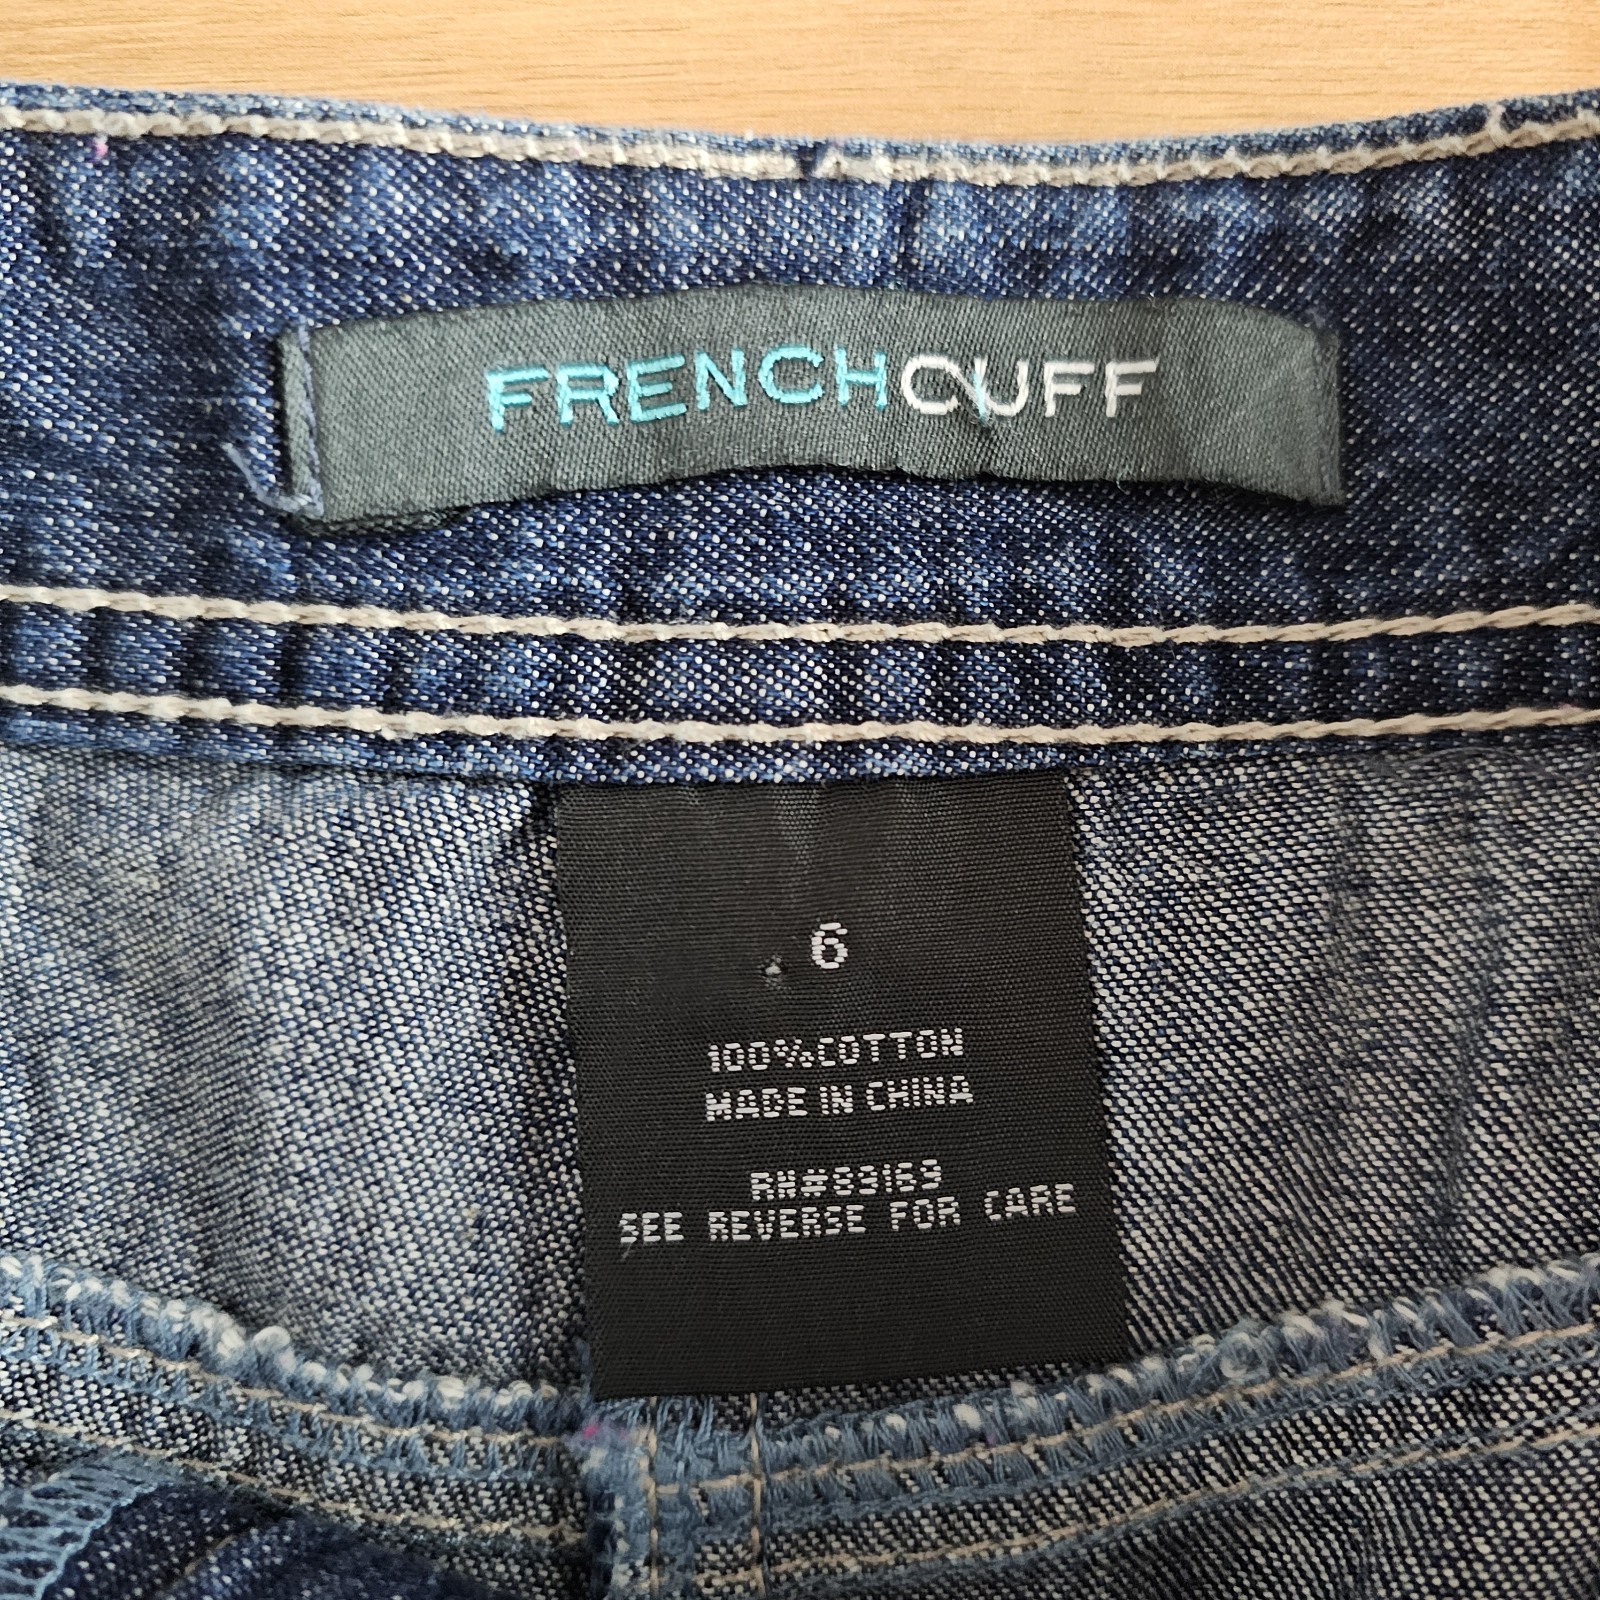 FRENCHCUFF
6
100%COTTON
MADE IN CHINA
RN#83169
SEE REVERSE FOR CARE